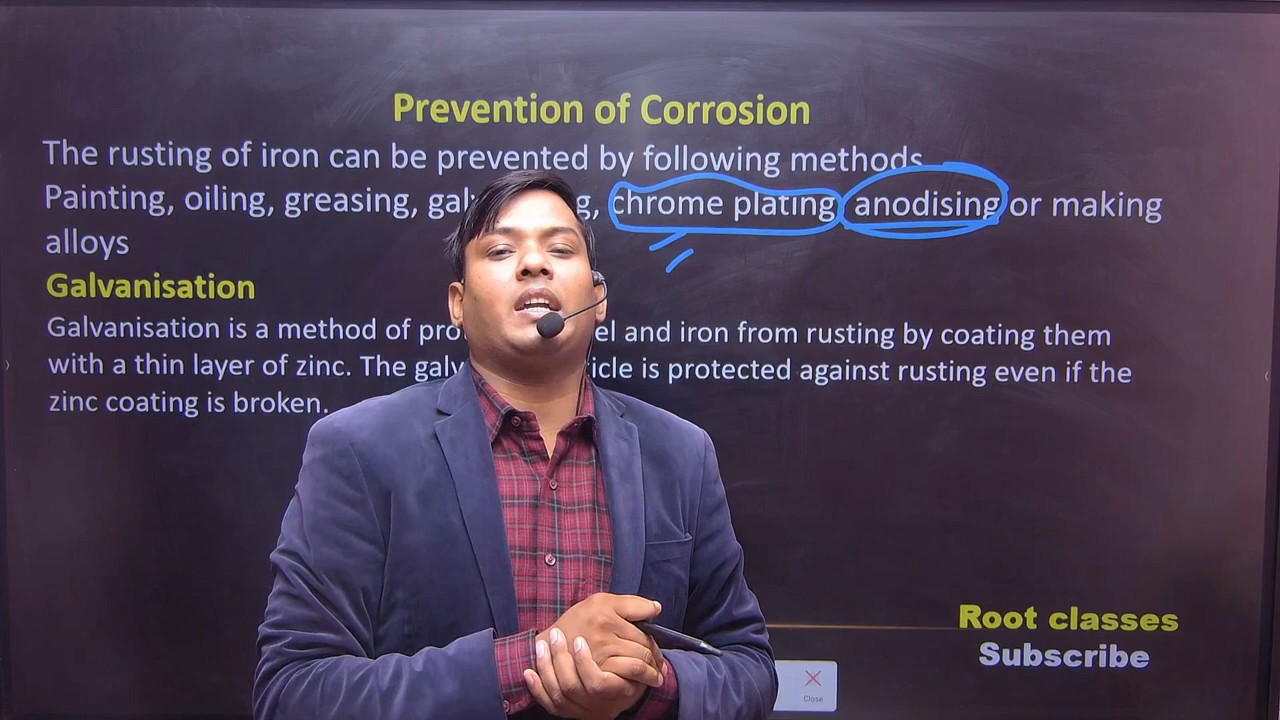 Prevention of Corrosion
The rusting of iron can be prevented by following methods
Painting, oiling, greasing, chrome plating anodising or making
alloys
Galvanisation
Galvanisation is a method of and iron from rusting by coating them
with a thin layer of zinc. The is protected against rusting even if the
zinc coating is broken.
Root classes
Subscribe
Close